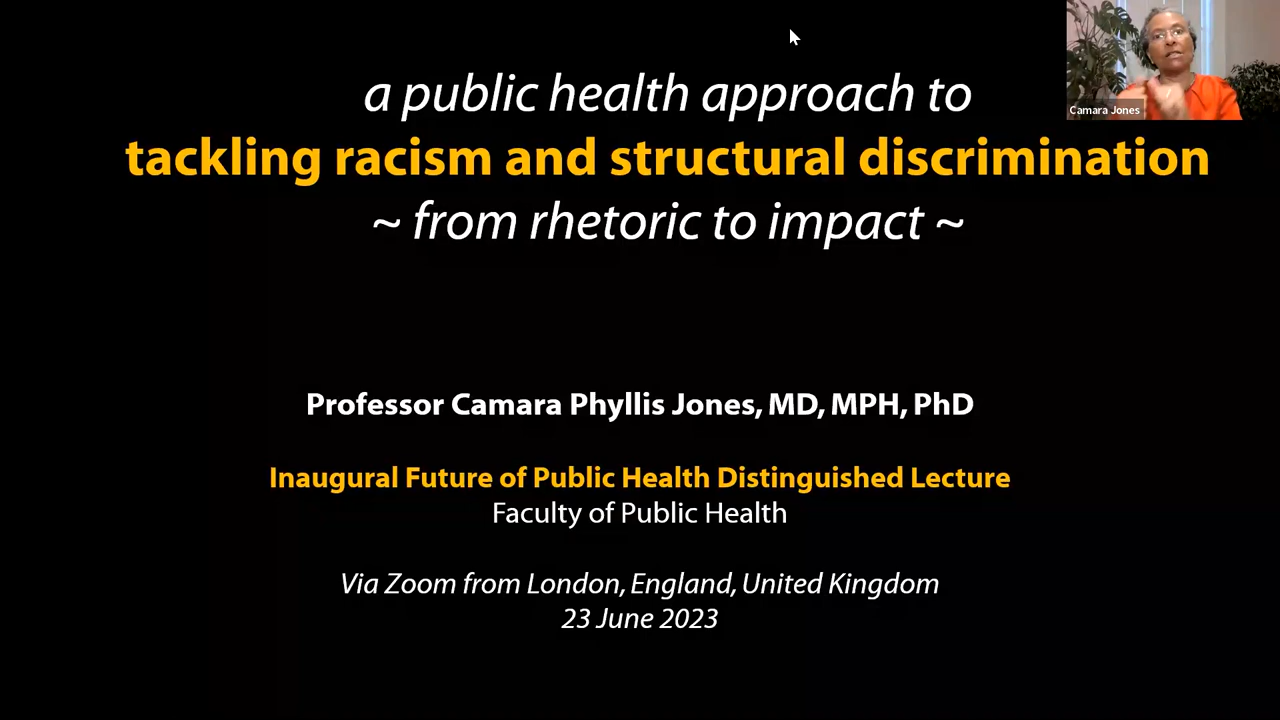 a public health approach to
tackling racism and structural discrimination
~ from rhetoric to impact ~
Camara Jones
Professor Camara Phyllis Jones, MD, MPH, PhD
Inaugural Future of Public Health Distinguished Lecture
Faculty of Public Health
Via Zoom from London, England, United Kingdom
23 June 2023